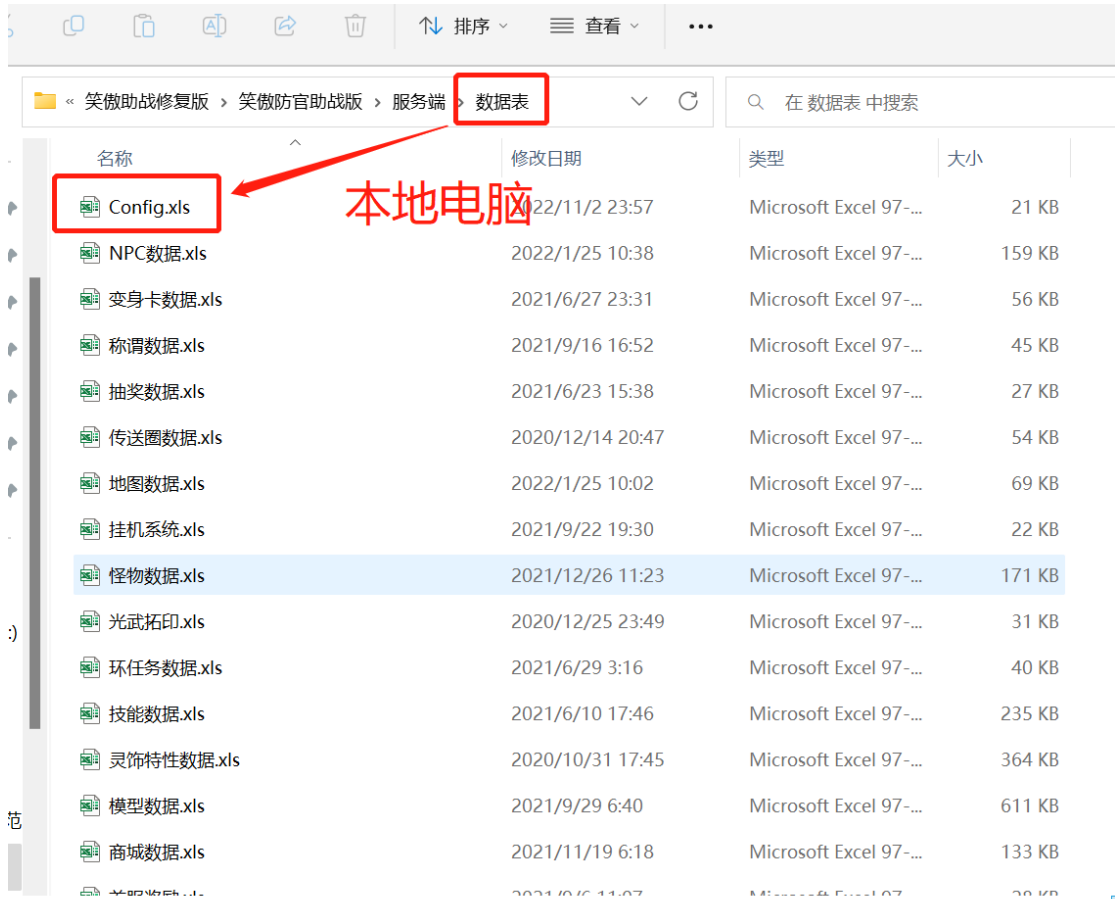 排序 查看 •••
« 笑傲助战修复版 › 笑傲防官助战版 › 服务端 › 数据表 在 数据表 中搜索
名称 修改日期 类型 大小
本地电脑
Config.xls 2022/11/2 23:57 Microsoft Excel 97-... 21 KB
NPC数据.xls 2022/1/25 10:38 Microsoft Excel 97-... 159 KB
变身卡数据.xls 2021/6/27 23:31 Microsoft Excel 97-... 56 KB
称谓数据.xls 2021/9/16 16:52 Microsoft Excel 97-... 45 KB
抽奖数据.xls 2021/6/23 15:38 Microsoft Excel 97-... 27 KB
传送圈数据.xls 2020/12/14 20:47 Microsoft Excel 97-... 54 KB
地图数据.xls 2022/1/25 10:02 Microsoft Excel 97-... 69 KB
挂机系统.xls 2021/9/22 19:30 Microsoft Excel 97-... 22 KB
怪物数据.xls 2021/12/26 11:23 Microsoft Excel 97-... 171 KB
:) 光武拓印.xls 2020/12/25 23:49 Microsoft Excel 97-... 31 KB
环任务数据.xls 2021/6/29 3:16 Microsoft Excel 97-... 40 KB
技能数据.xls 2021/6/10 17:46 Microsoft Excel 97-... 235 KB
灵饰特性数据.xls 2020/10/31 17:45 Microsoft Excel 97-... 364 KB
范 模型数据.xls 2021/9/29 6:40 Microsoft Excel 97-... 611 KB
商城数据.xls 2021/11/19 6:18 Microsoft Excel 97-... 133 KB